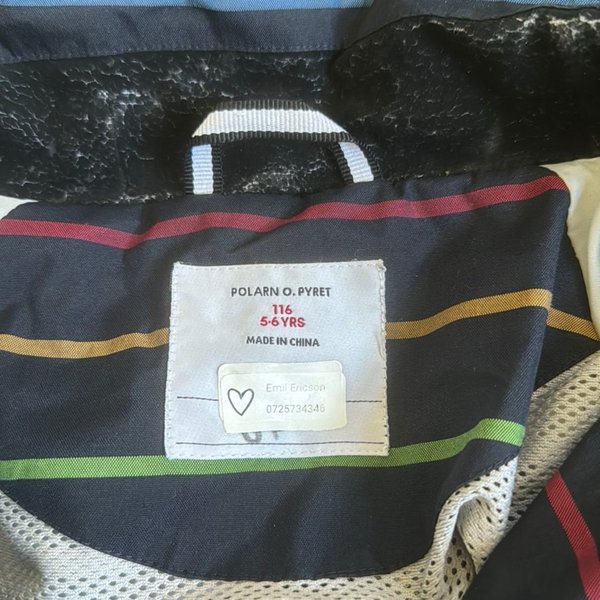 POLARN O. PYRET
116
5-6 YRS
MADE IN CHINA
Emil Ericson
0725734346